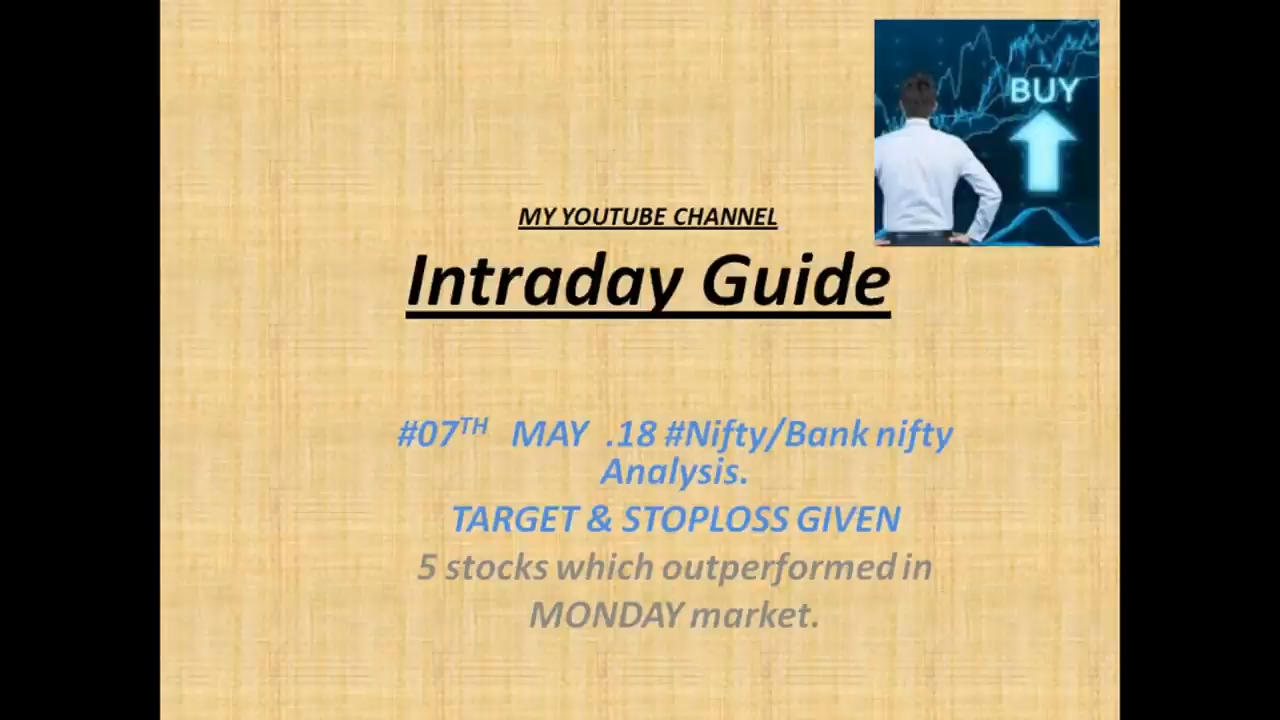 BUY
MY YOUTUBE CHANNEL
Intraday Guide
#07TH MAY .18 #Nifty/Bank nifty
Analysis.
TARGET & STOPLOSS GIVEN
5 stocks which outperformed in
MONDAY market.